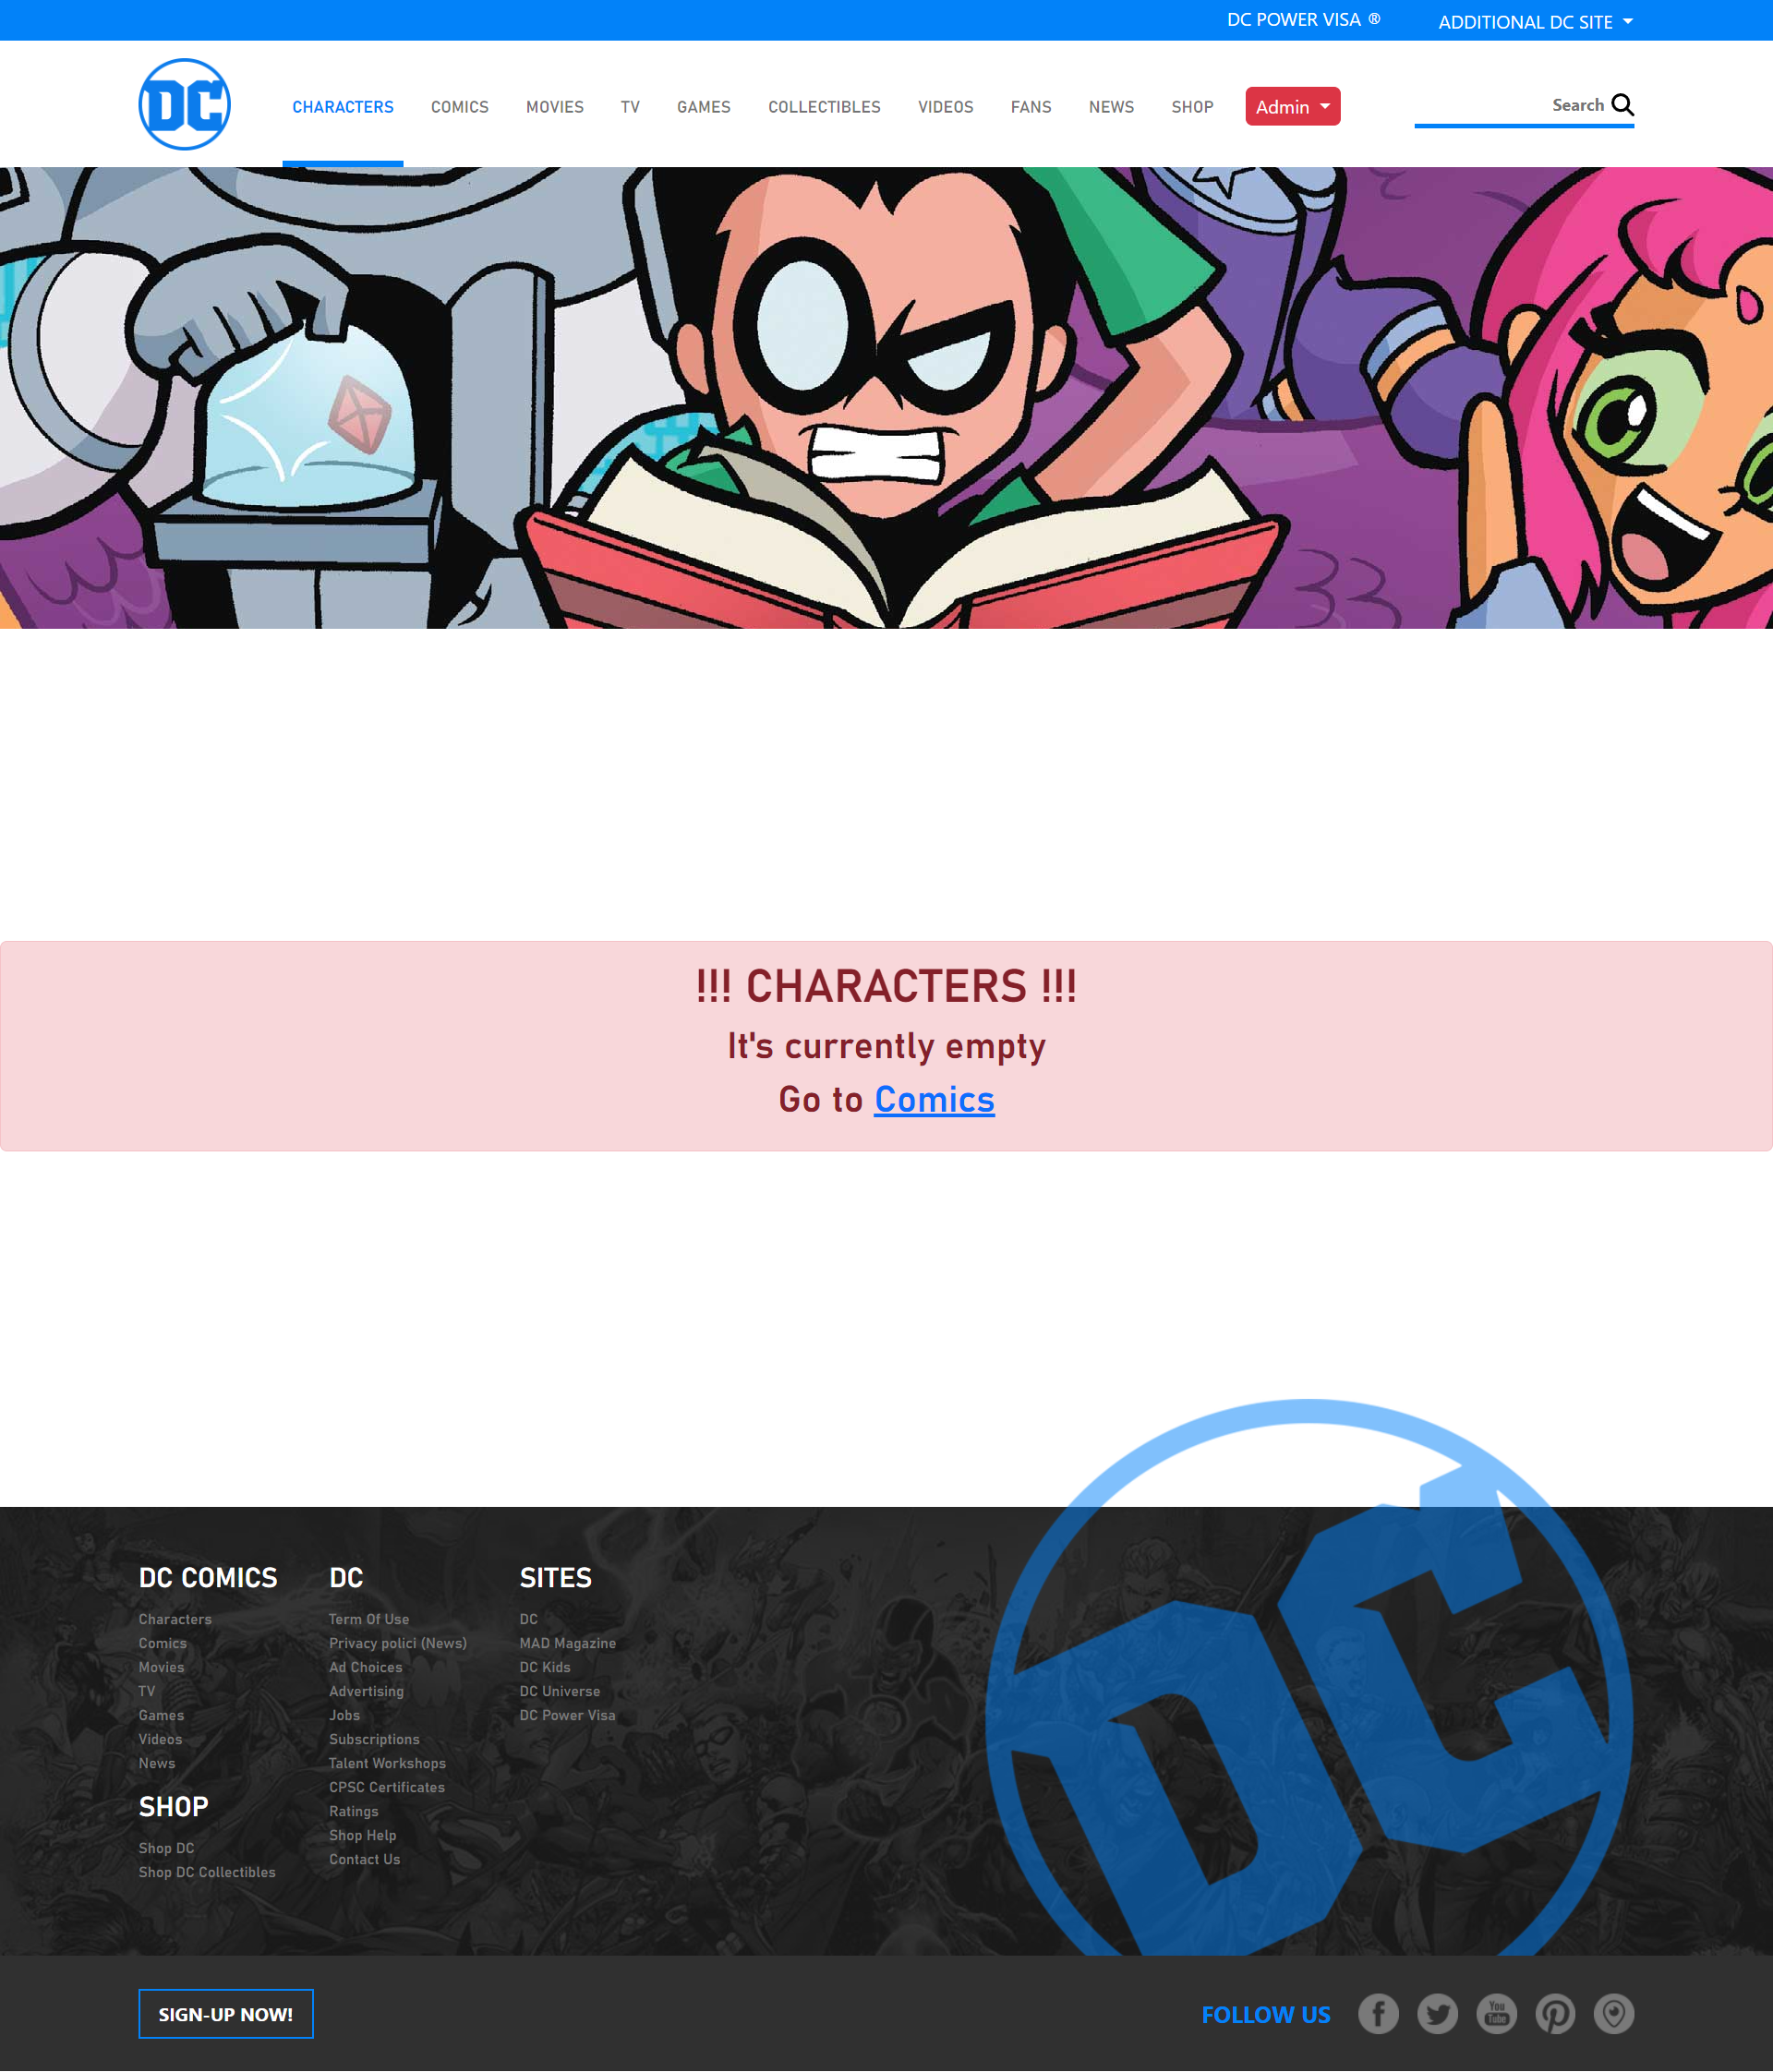 DC POWER VISA ® ADDITIONAL DC SITE
DC CHARACTERS COMICS MOVIES TV GAMES COLLECTIBLES VIDEOS FANS NEWS SHOP Admin Search
!!! CHARACTERS !!!
It's currently empty
Go to Comics
DC COMICS
Characters
Comics
Movies
TV
Games
Videos
News
SHOP
Shop DC
Shop DC Collectibles
DC
Term Of Use
Privacy polici (News)
Ad Choices
Advertising
Jobs
Subscriptions
Talent Workshops
CPSC Certificates
Ratings
Shop Help
Contact Us
SITES
DC
MAD Magazine
DC Kids
DC Universe
DC Power Visa
DC
SIGN-UP NOW!
FOLLOW US
You
Tube